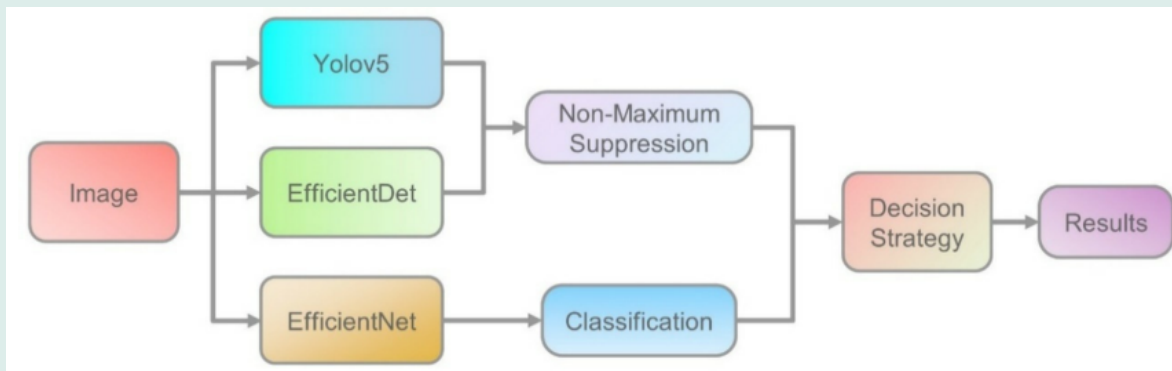 Yolov5
Non-Maximum
Suppression
Image
EfficientDet
Decision
Strategy
Results
EfficientNet
Classification